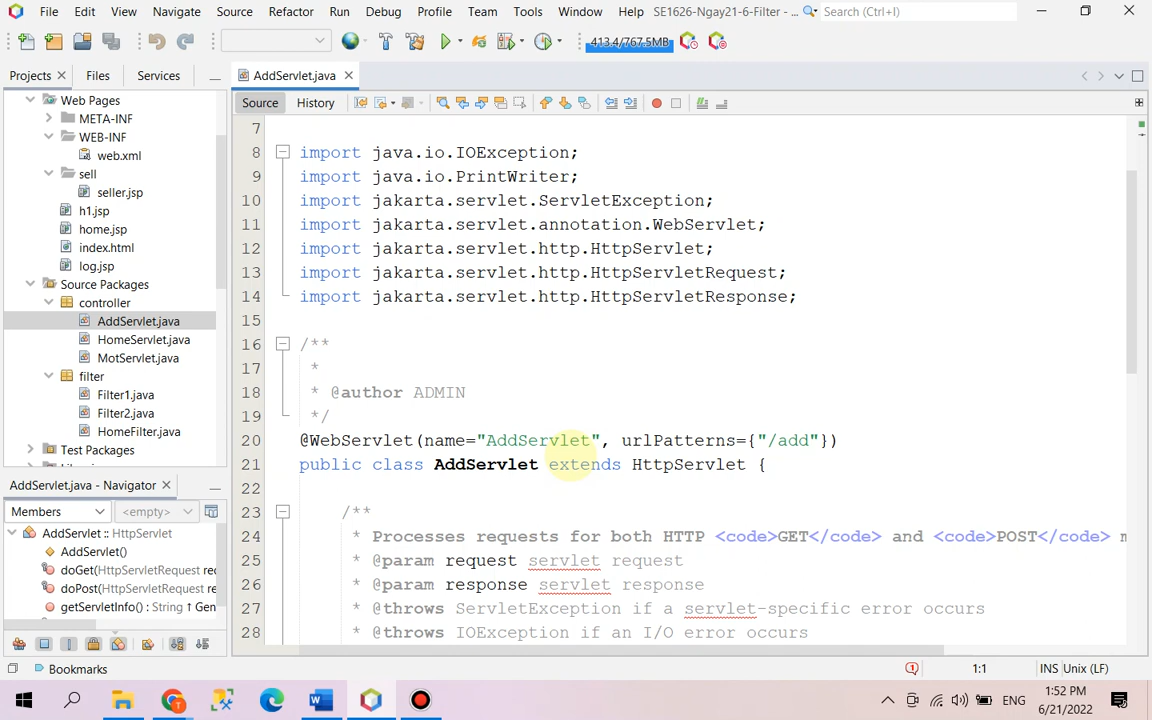 File Edit View Navigate Source Refactor Run Debug Profile Team Tools Window Help SE1626-Ngay21-6-Filter - ... Search (Ctrl+I)
413.4/767.5MB
Projects Files Services
AddServlet.java
Source History
Web Pages
META-INF
WEB-INF
web.xml
sell
seller.jsp
h1.jsp
home.jsp
index.html
log.jsp
Source Packages
controller
AddServlet.java
HomeServlet.java
MotServlet.java
filter
Filter1.java
Filter2.java
HomeFilter.java
Test Packages
AddServlet.java - Navigator
Members <empty>
AddServlet :: HttpServlet
AddServlet()
doGet(HttpServletRequest rec
doPost(HttpServletRequest re
getServletInfo() : String ↑ Gen
7
8 import java.io.IOException;
9 import java.io.PrintWriter;
10 import jakarta.servlet.ServletException;
11 import jakarta.servlet.annotation.WebServlet;
12 import jakarta.servlet.http.HttpServlet;
13 import jakarta.servlet.http.HttpServletRequest;
14 import jakarta.servlet.http.HttpServletResponse;
15
16 /**
17 *
18 * @author ADMIN
19 */
20 @WebServlet(name="AddServlet", urlPatterns={"/add"})
21 public class AddServlet extends HttpServlet {
22
23 /**
24 * Processes requests for both HTTP <code>GET</code> and <code>POST</code> m
25 * @param request servlet request
26 * @param response servlet response
27 * @throws ServletException if a servlet-specific error occurs
28 * @throws IOException if an I/O error occurs
Bookmarks
1:1 INS Unix (LF)
ENG
1:52 PM
6/21/2022